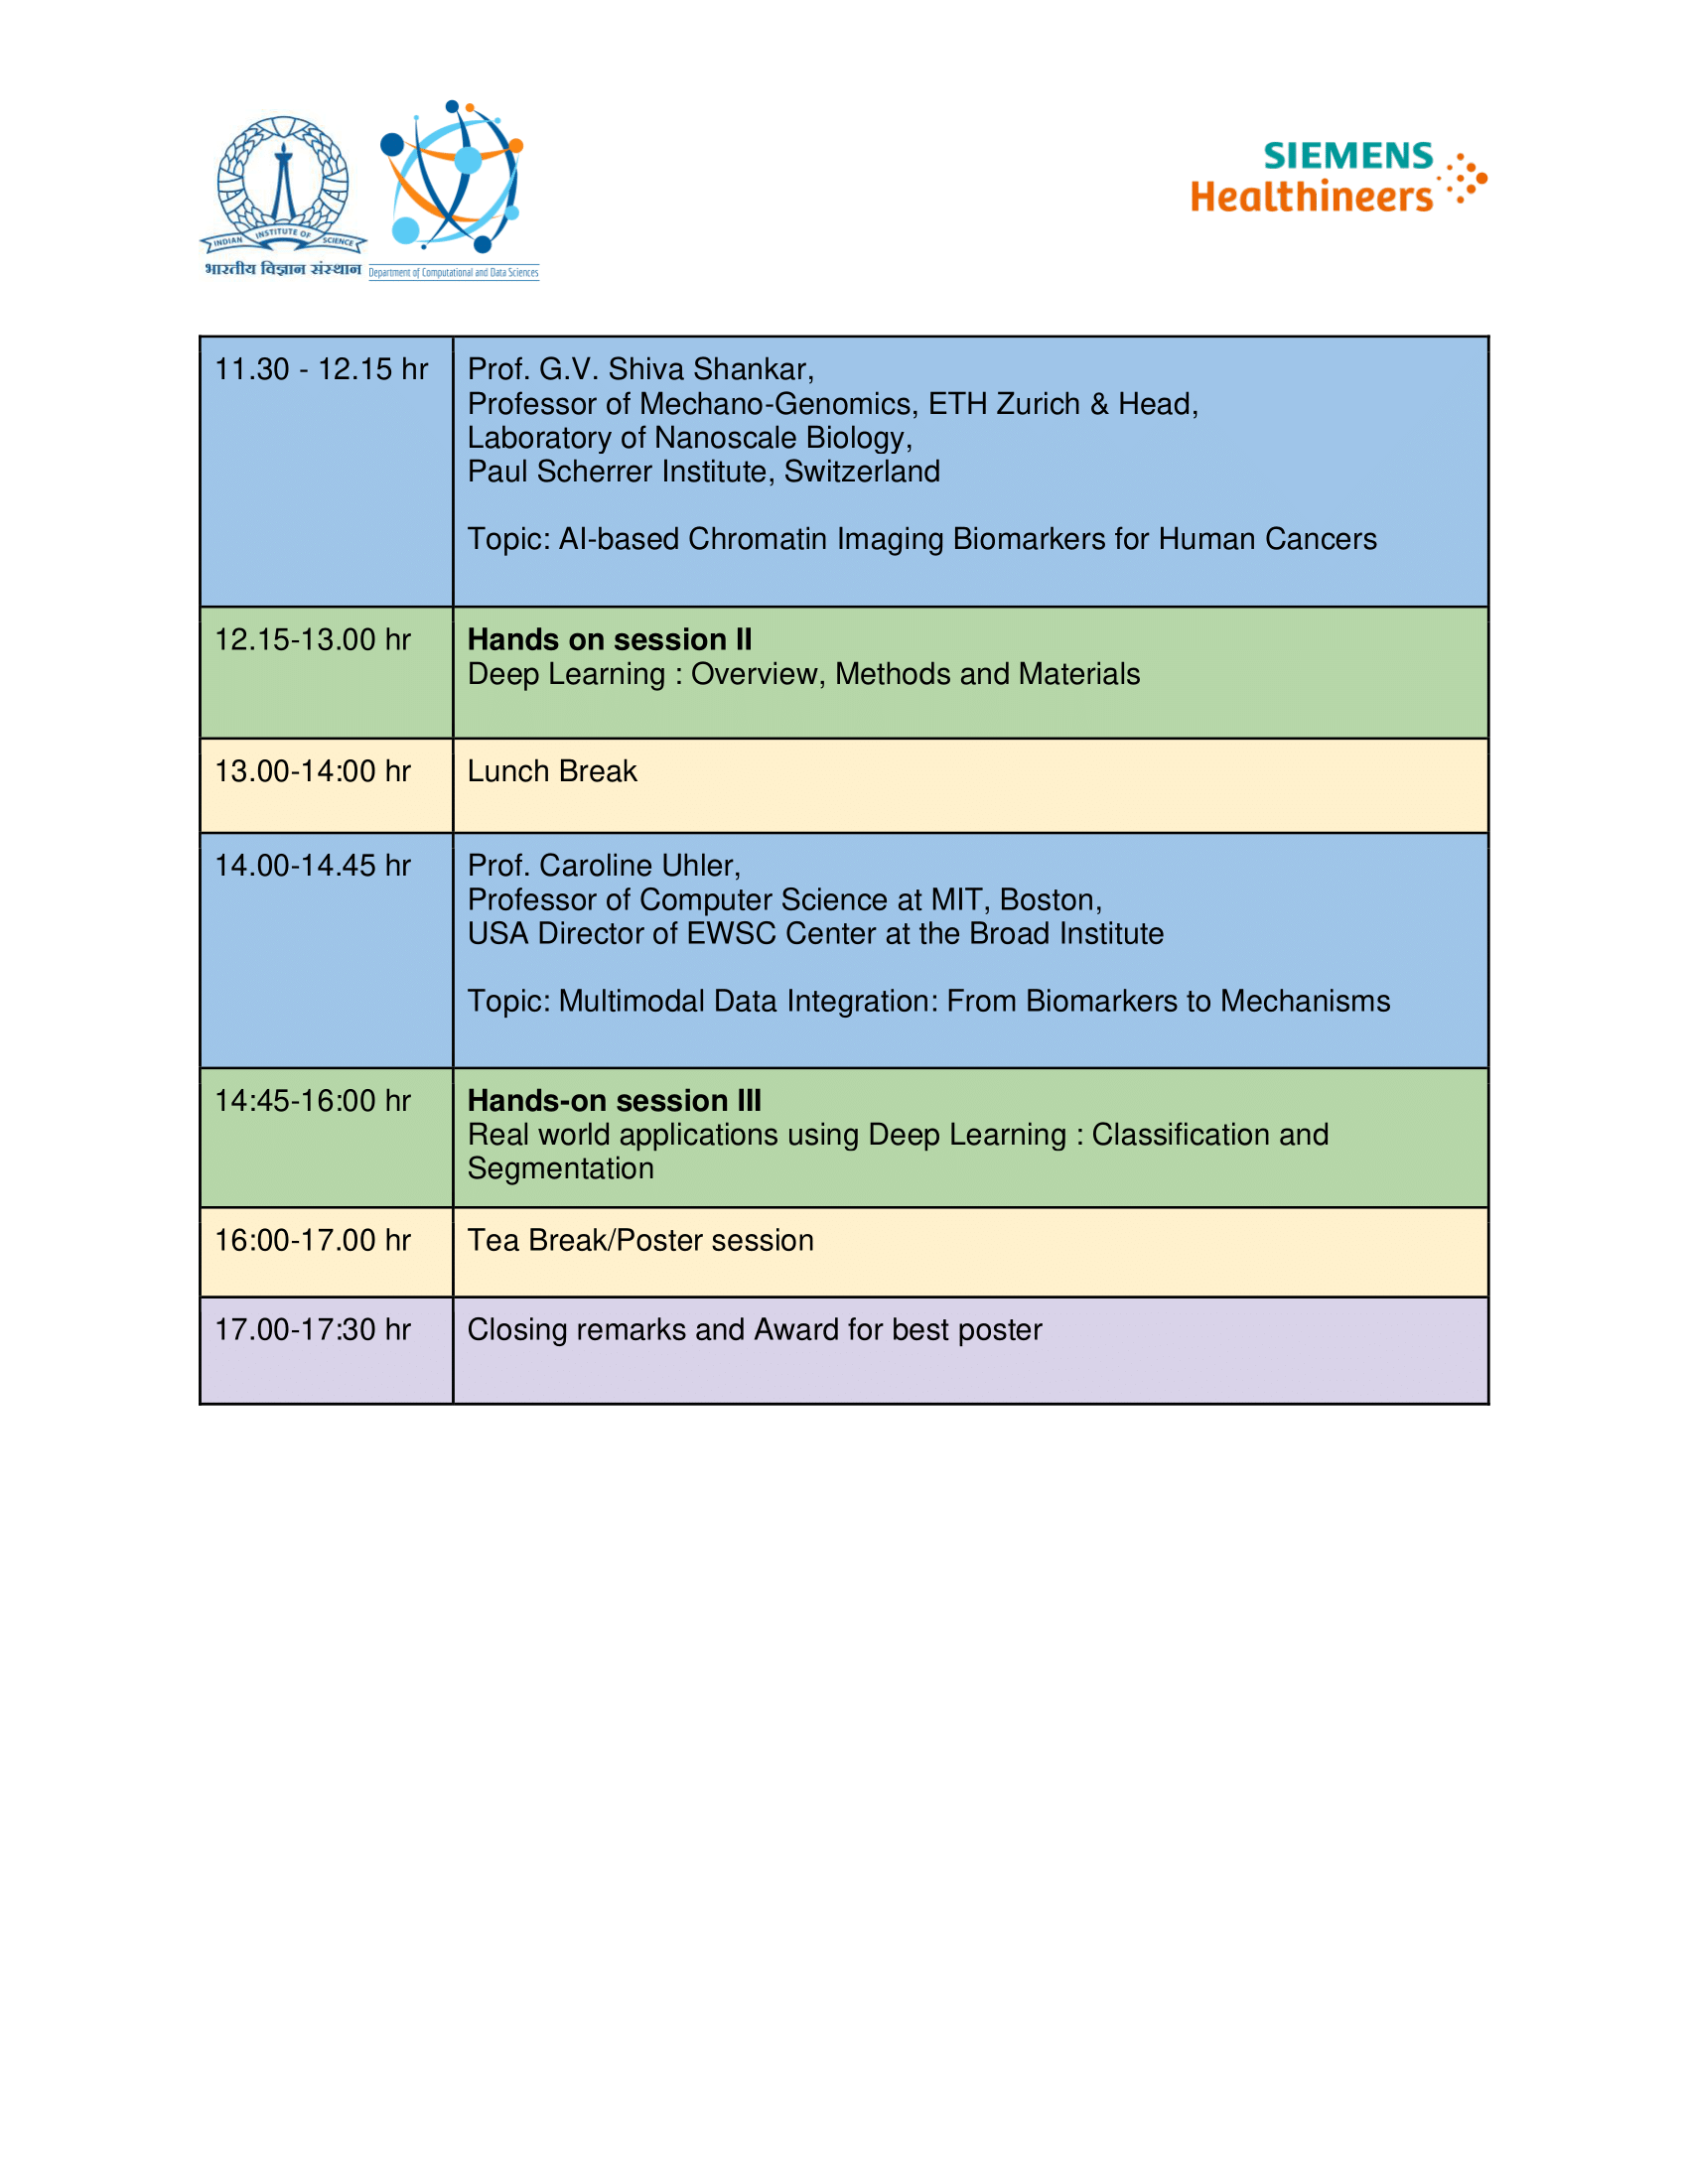 INDIAN INSTITUTE OF SCIENCE
भारतीय विज्ञान संस्थान
Department of Computational and Data Sciences
SIEMENS
Healthineers
11.30 - 12.15 hr
Prof. G.V. Shiva Shankar,
Professor of Mechano-Genomics, ETH Zurich & Head,
Laboratory of Nanoscale Biology,
Paul Scherrer Institute, Switzerland
Topic: AI-based Chromatin Imaging Biomarkers for Human Cancers
12.15-13.00 hr
Hands on session II
Deep Learning : Overview, Methods and Materials
13.00-14:00 hr
Lunch Break
14.00-14.45 hr
Prof. Caroline Uhler,
Professor of Computer Science at MIT, Boston,
USA Director of EWSC Center at the Broad Institute
Topic: Multimodal Data Integration: From Biomarkers to Mechanisms
14:45-16:00 hr
Hands-on session III
Real world applications using Deep Learning : Classification and
Segmentation
16:00-17.00 hr
Tea Break/Poster session
17.00-17:30 hr
Closing remarks and Award for best poster